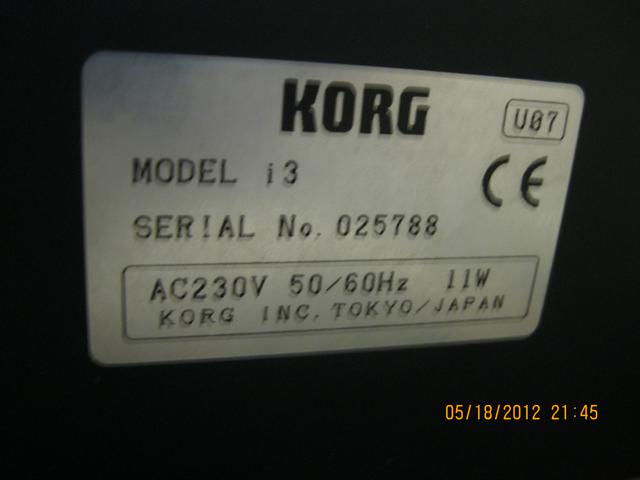 KORG
U07
MODEL i3
CE
SERIAL No. 025788
AC230V 50/60Hz 11W
KORG INC. TOKYO/JAPAN
05/18/2012 21:45